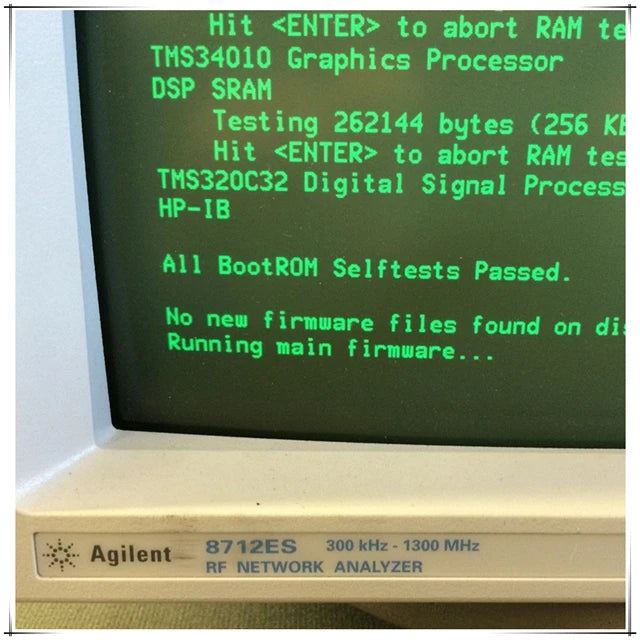 Hit <ENTER> to abort RAM te
TMS34010 Graphics Processor
DSP SRAM
Testing 262144 bytes (256 KB
Hit <ENTER> to abort RAM tes
TMS320C32 Digital Signal Process
HP-IB
All BootROM Selftests Passed.
No new firmware files found on dis
Running main firmware...
Agilent 8712ES 300 kHz - 1300 MHz
RF NETWORK ANALYZER